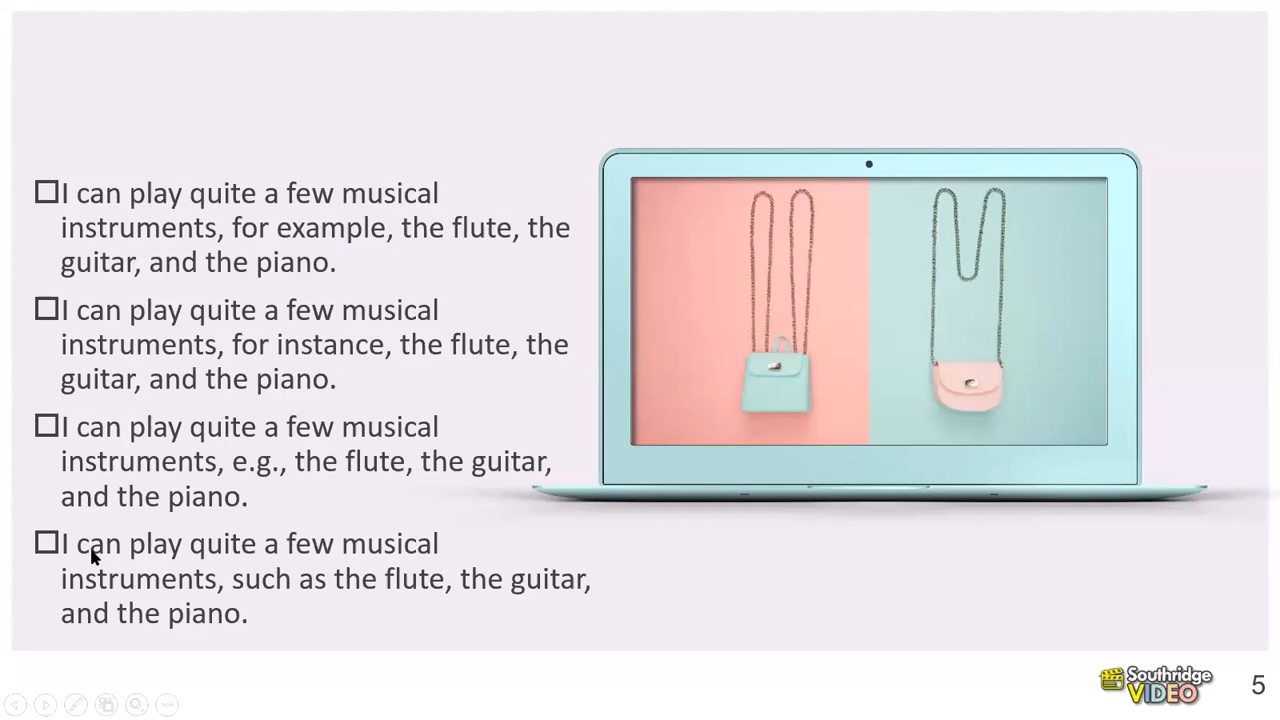 I can play quite a few musical
instruments, for example, the flute, the
guitar, and the piano.
I can play quite a few musical
instruments, for instance, the flute, the
guitar, and the piano.
I can play quite a few musical
instruments, e.g., the flute, the guitar,
and the piano.
I can play quite a few musical
instruments, such as the flute, the guitar,
and the piano.
Southridge
VIDEO
5